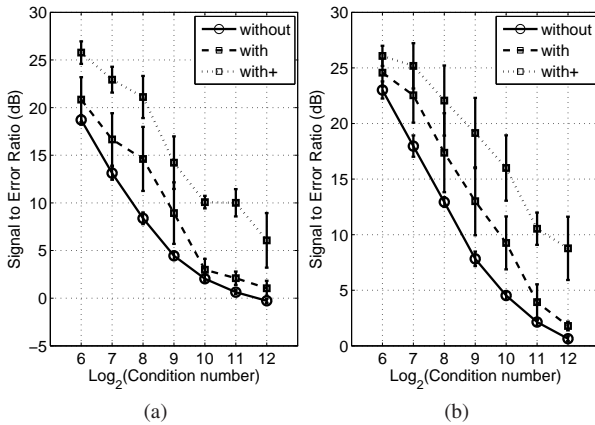 without
with
with+
Signal to Error Ratio (dB)
30
25
20
15
10
5
0
−5
6 7 8 9 10 11 12
Log2(Condition number)
(a)
without
with
with+
Signal to Error Ratio (dB)
30
25
20
15
10
5
0
6 7 8 9 10 11 12
Log2(Condition number)
(b)